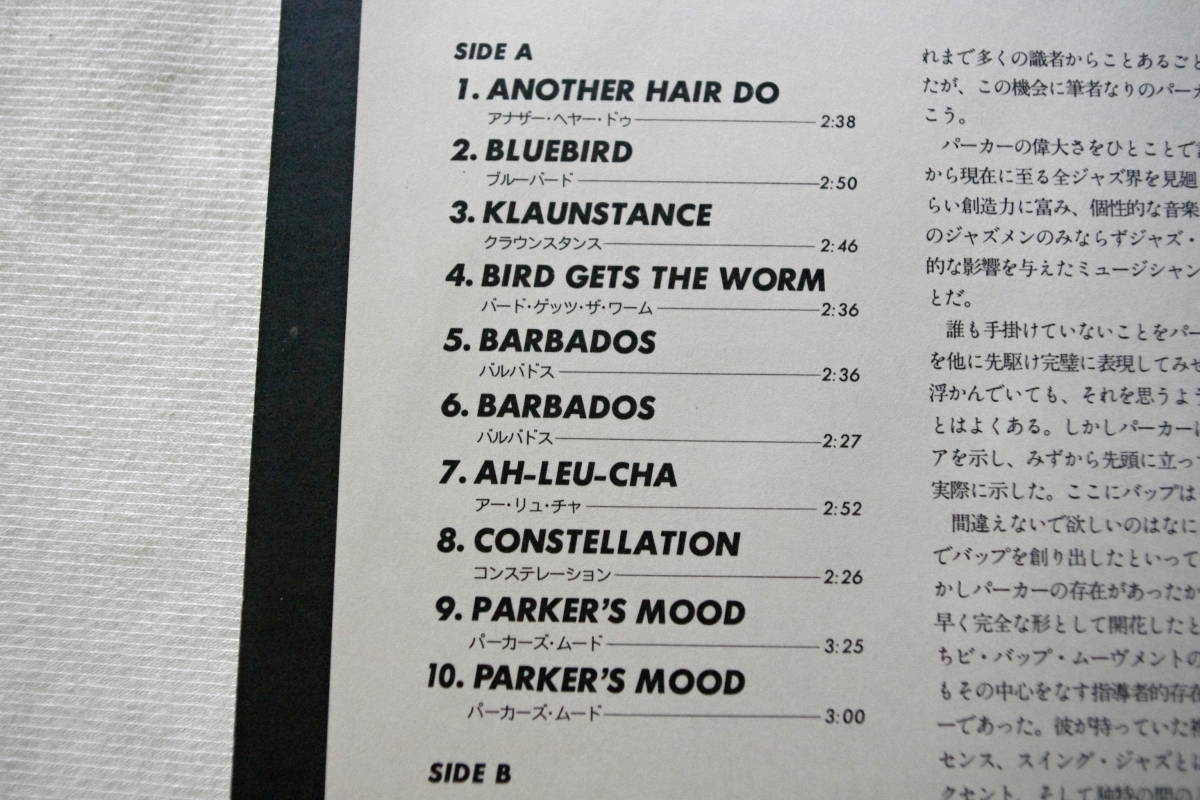 SIDE A
1. ANOTHER HAIR DO
アナザー・ヘヤー・ドゥ 2:38
2. BLUEBIRD
ブルーバード 2:50
3. KLAUNSTANCE
クラウンスタンス 2:46
4. BIRD GETS THE WORM
バード・ゲッツ・ザ・ワーム 2:36
5. BARBADOS
バルバドス 2:36
6. BARBADOS
バルバドス 2:27
7. AH-LEU-CHA
アー・リュ・チャ 2:52
8. CONSTELLATION
コンステレーション 2:26
9. PARKER'S MOOD
パーカーズ・ムード 3:25
10. PARKER'S MOOD
パーカーズ・ムード 3:00
SIDE B
れまで多くの識者からことあるごと
たが、この機会に筆者なりのパーカ
こう。
パーカーの偉大さをひとことで
から現在に至る全ジャズ界を見廻
らい創造力に富み、個性的な音楽
のジャズメンのみならずジャズ・
的な影響を与えたミュージシャン
とだ。
誰も手掛けていないことをパー
を他に先駆け完璧に表現してみせ
浮かんでいても、それを思うよう
とはよくある。しかしパーカーは
アを示し、みずから先頭に立って
実際に示した。ここにバップは
間違えないで欲しいのはなに
でバップを創り出したといって
かしパーカーの存在があったか
早く完全な形として開花したと
ちビ・バップ・ムーヴメントの
もその中心をなす指導者的存在
ーであった。彼が持っていた
センス、スイング・ジャズとは
クセント、そして独特の間の